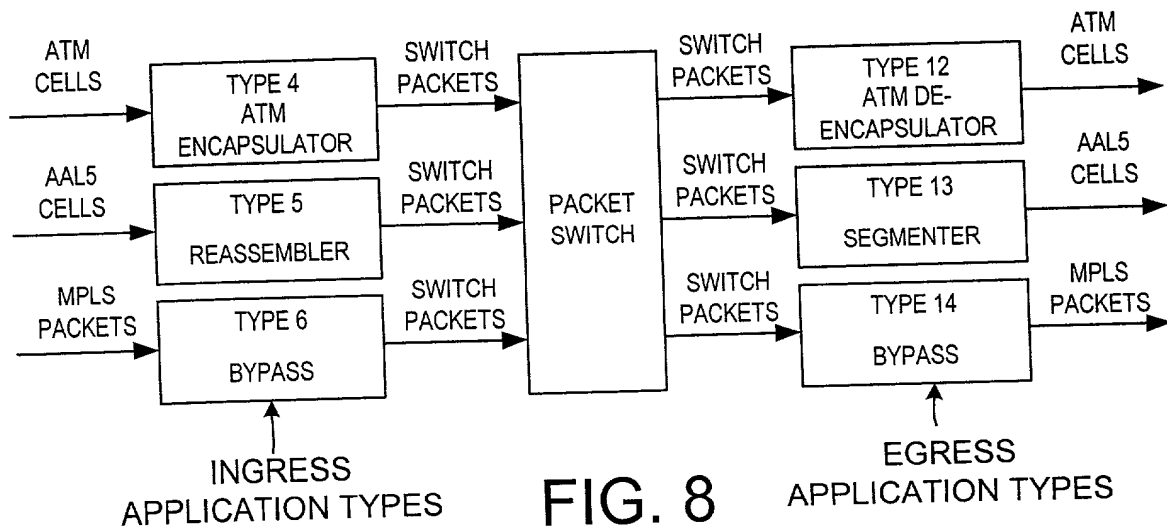 ATM
CELLS
TYPE 4
ATM
ENCAPSULATOR
SWITCH
PACKETS
SWITCH
PACKETS
TYPE 12
ATM DE-
ENCAPSULATOR
ATM
CELLS
AAL5
CELLS
TYPE 5
REASSEMBLER
SWITCH
PACKETS
PACKET
SWITCH
SWITCH
PACKETS
TYPE 13
SEGMENTER
AAL5
CELLS
MPLS
PACKETS
TYPE 6
BYPASS
SWITCH
PACKETS
SWITCH
PACKETS
TYPE 14
BYPASS
MPLS
PACKETS
INGRESS
APPLICATION TYPES
FIG. 8
EGRESS
APPLICATION TYPES